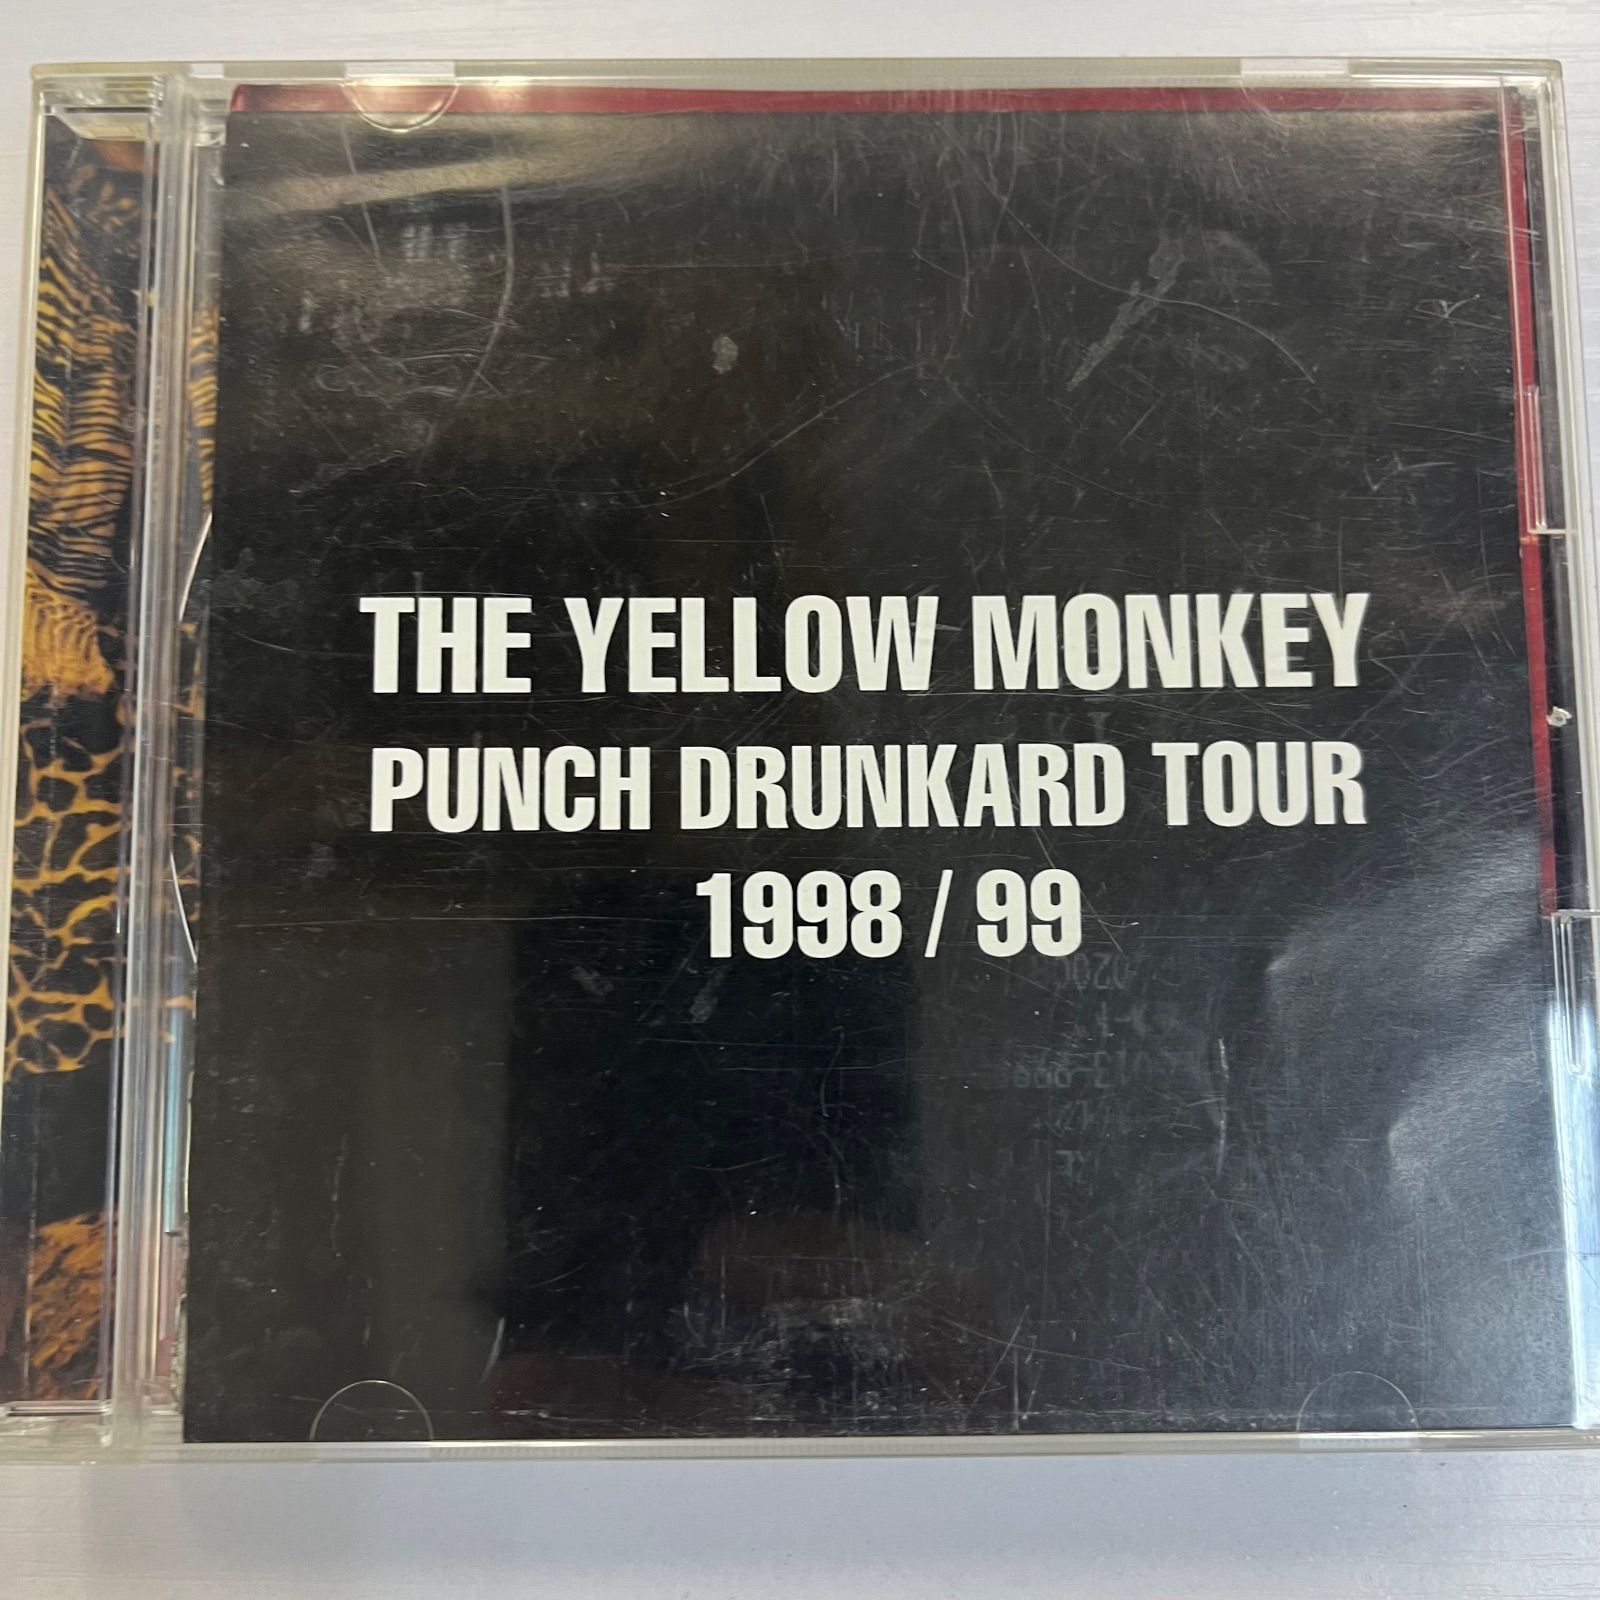 THE YELLOW MONKEY
PUNCH DRUNKARD TOUR
1998 / 99